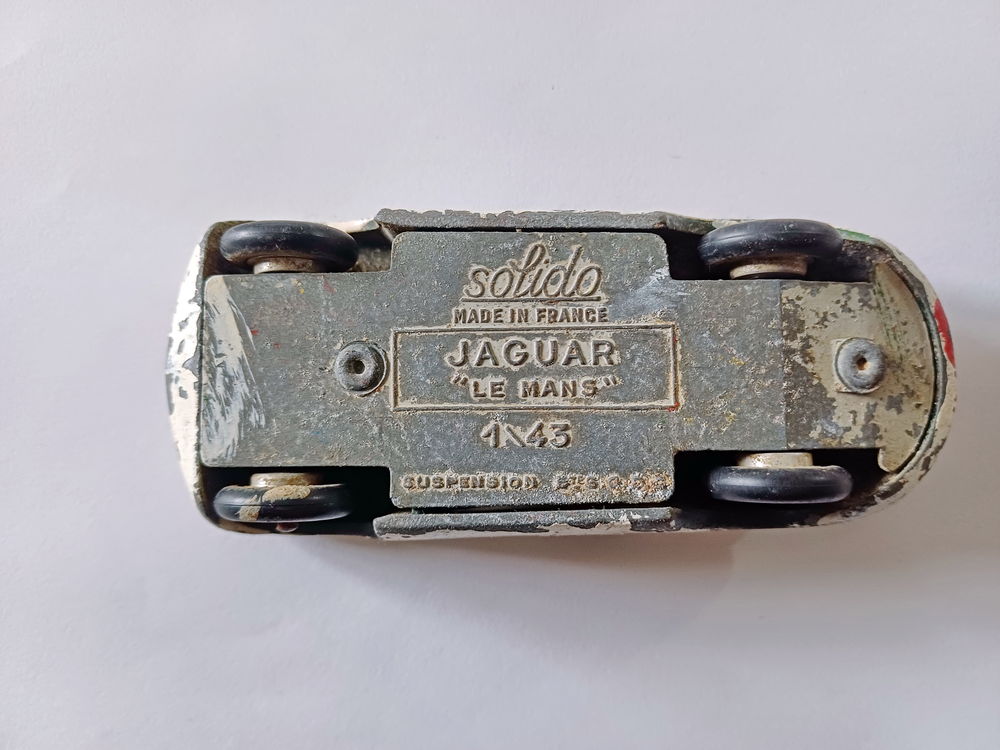 solido
MADE IN FRANCE
JAGUAR
"LE MANS"
1\43
SUSPENSION